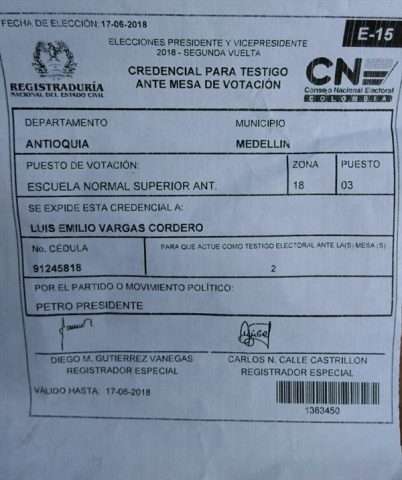 FECHA DE ELECCIÓN: 17-06-2018
E-15
ELECCIONES PRESIDENTE Y VICEPRESIDENTE
2018 - SEGUNDA VUELTA
CREDENCIAL PARA TESTIGO
ANTE MESA DE VOTACIÓN
REGISTRADURÍA
NACIONAL DEL ESTADO CIVIL
CNE
Consejo Nacional Electoral
COLOMBIA
DEPARTAMENTO MUNICIPIO
ANTIOQUIA MEDELLIN
PUESTO DE VOTACIÓN: ZONA PUESTO
ESCUELA NORMAL SUPERIOR ANT. 18 03
SE EXPIDE ESTA CREDENCIAL A:
LUIS EMILIO VARGAS CORDERO
No. CÉDULA PARA QUE ACTUE COMO TESTIGO ELECTORAL ANTE LA(S) MESA (S)
91245818 2
POR EL PARTIDO O MOVIMIENTO POLÍTICO:
PETRO PRESIDENTE
DIEGO M. GUTIERREZ VANEGAS CARLOS N. CALLE CASTRILLON
REGISTRADOR ESPECIAL REGISTRADOR ESPECIAL
VÁLIDO HASTA: 17-06-2018
1363450